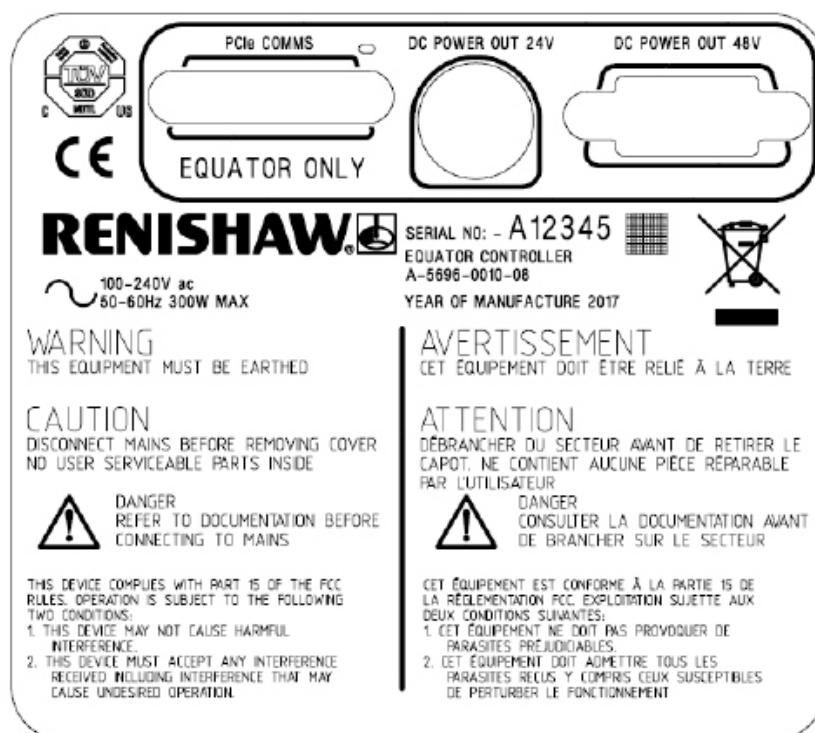 PCIe COMMS
DC POWER OUT 24V
DC POWER OUT 48V
TÜV
SÜD
C
US
CE
EQUATOR ONLY
RENISHAW®
SERIAL NO: - A12345
EQUATOR CONTROLLER
A-5696-0010-08
100-240V ac
50-60Hz 300W MAX
YEAR OF MANUFACTURE 2017
WARNING
THIS EQUIPMENT MUST BE EARTHED
CAUTION
DISCONNECT MAINS BEFORE REMOVING COVER
NO USER SERVICEABLE PARTS INSIDE
DANGER
REFER TO DOCUMENTATION BEFORE
CONNECTING TO MAINS
THIS DEVICE COMPLIES WITH PART 15 OF THE FCC
RULES. OPERATION IS SUBJECT TO THE FOLLOWING
TWO CONDITIONS:
1. THIS DEVICE MAY NOT CAUSE HARMFUL
INTERFERENCE.
2. THIS DEVICE MUST ACCEPT ANY INTERFERENCE
RECEIVED INCLUDING INTERFERENCE THAT MAY
CAUSE UNDESIRED OPERATION.
AVERTISSEMENT
CET ÉQUIPEMENT DOIT ÊTRE RELIÉ À LA TERRE
ATTENTION
DÉBRANCHER DU SECTEUR AVANT DE RETIRER LE
CAPOT. NE CONTIENT AUCUNE PIÈCE RÉPARABLE
PAR L'UTILISATEUR
DANGER
CONSULTER LA DOCUMENTATION AVANT
DE BRANCHER SUR LE SECTEUR
CET ÉQUIPEMENT EST CONFORME À LA PARTIE 15 DE
LA RÉGLEMENTATION FCC. EXPLOITATION SUJETTE AUX
DEUX CONDITIONS SUIVANTES:
1. CET ÉQUIPEMENT NE DOIT PAS PROVOQUER DE
PARASITES PRÉJUDICIABLES.
2. CET ÉQUIPEMENT DOIT ADMETTRE TOUS LES
PARASITES REÇUS Y COMPRIS CEUX SUSCEPTIBLES
DE PERTURBER LE FONCTIONNEMENT